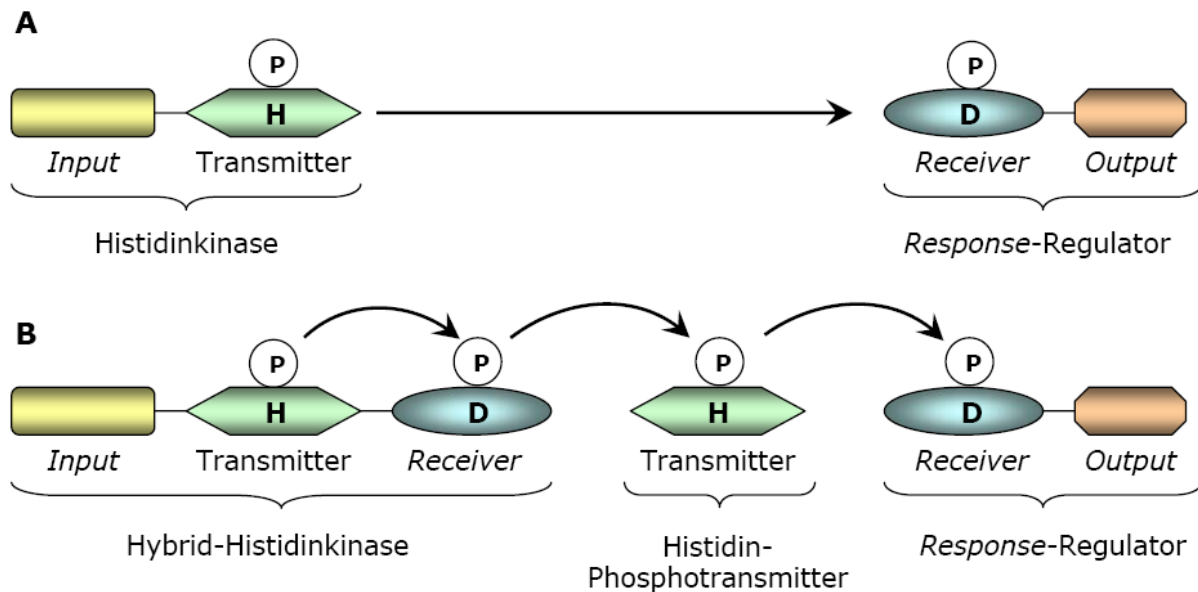 A
P P
H D
Input Transmitter Receiver Output
Histidinkinase Response-Regulator
B
P P P P
H D H D
Input Transmitter Receiver Transmitter Receiver Output
Hybrid-Histidinkinase Histidin- Response-Regulator
Phosphotransmitter